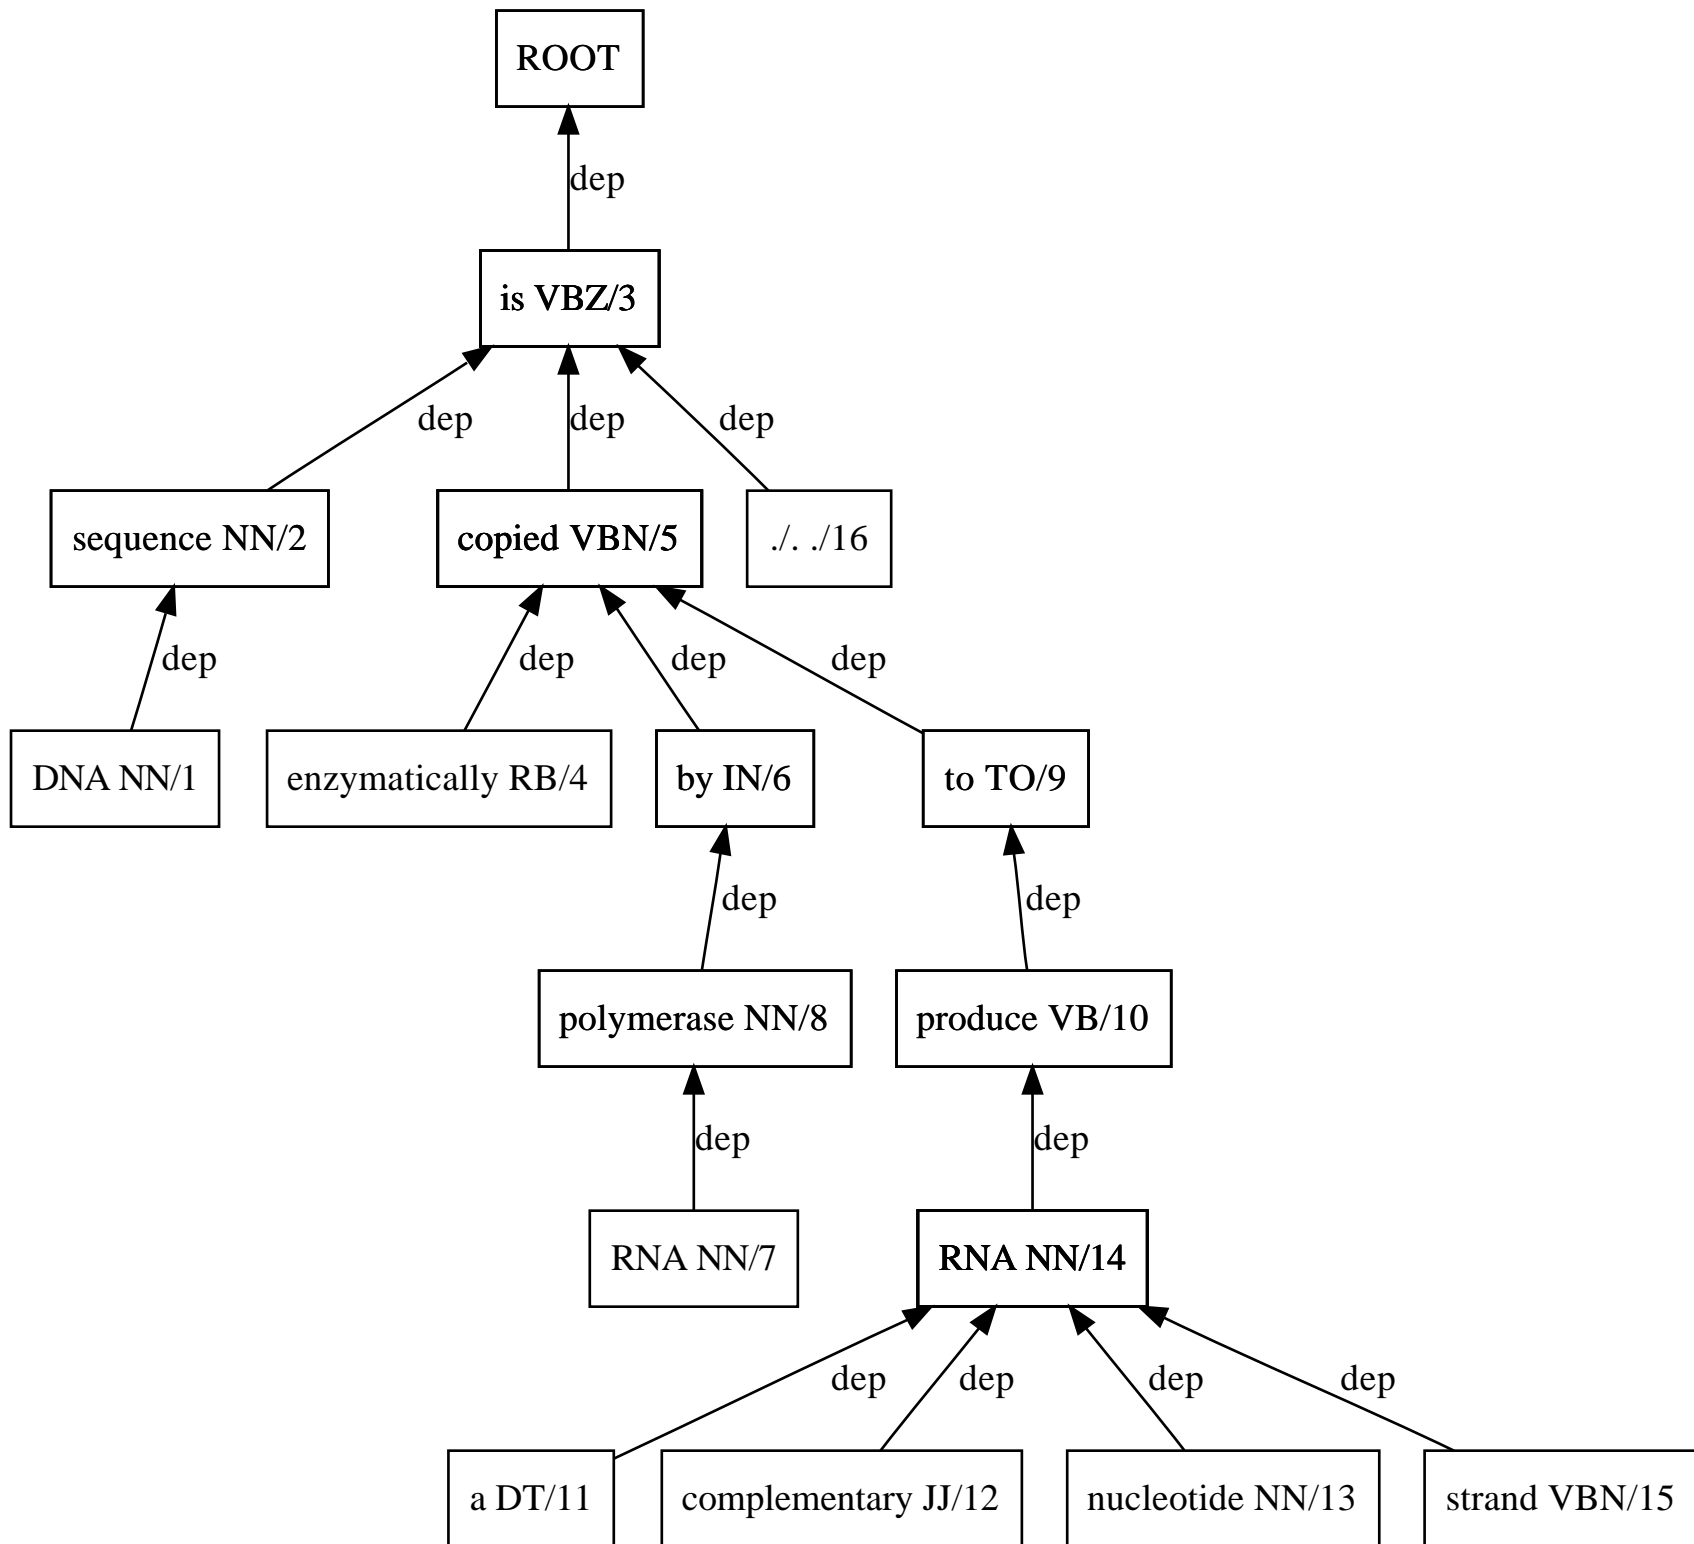 ROOT
dep
is VBZ/3
dep dep dep
sequence NN/2 copied VBN/5 ./. ./16
dep dep dep dep
DNA NN/1 enzymatically RB/4 by IN/6 to TO/9
dep dep
polymerase NN/8 produce VB/10
dep dep
RNA NN/7 RNA NN/14
dep dep dep dep
a DT/11 complementary JJ/12 nucleotide NN/13 strand VBN/15